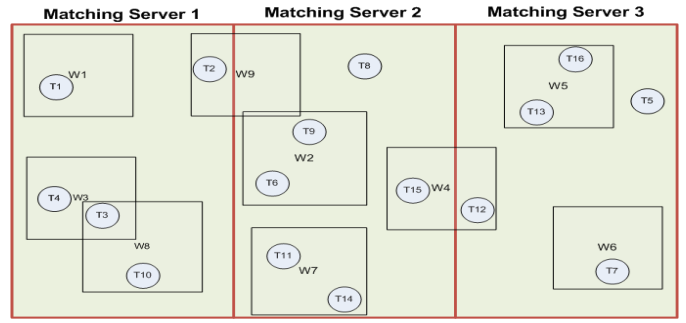 Matching Server 1
Matching Server 2
Matching Server 3
W1
T1
T2
W9
T8
T16
W5
T13
T5
T9
W2
T6
T4
W3
T3
W8
T10
T15
W4
T12
T11
W7
T14
W6
T7